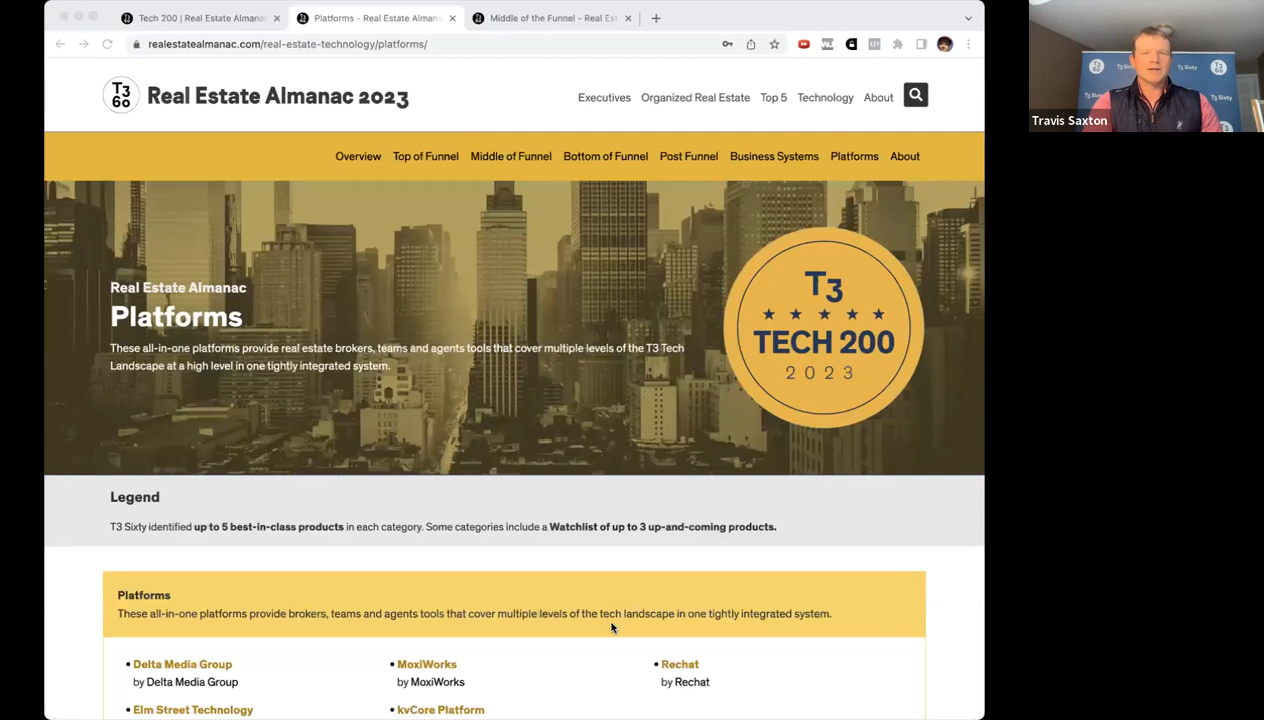 Tech 200 | Real Estate Almana
Platforms - Real Estate Almana
Middle of the Funnel - Real Est
realestatealmanac.com/real-estate-technology/platforms/
T3
60
Real Estate Almanac 2023
Executives Organized Real Estate Top 5 Technology About
Overview Top of Funnel Middle of Funnel Bottom of Funnel Post Funnel Business Systems Platforms About
Real Estate Almanac
Platforms
These all-in-one platforms provide real estate brokers, teams and agents tools that cover multiple levels of the T3 Tech
Landscape at a high level in one tightly integrated system.
T3
TECH 200
2023
Legend
T3 Sixty identified up to 5 best-in-class products in each category. Some categories include a Watchlist of up to 3 up-and-coming products.
Platforms
These all-in-one platforms provide brokers, teams and agents tools that cover multiple levels of the tech landscape in one tightly integrated system.
• Delta Media Group
by Delta Media Group
• MoxiWorks
by MoxiWorks
• Rechat
by Rechat
• Elm Street Technology
• kvCore Platform
T3 Sixty
T3 Sixty
Travis Saxton